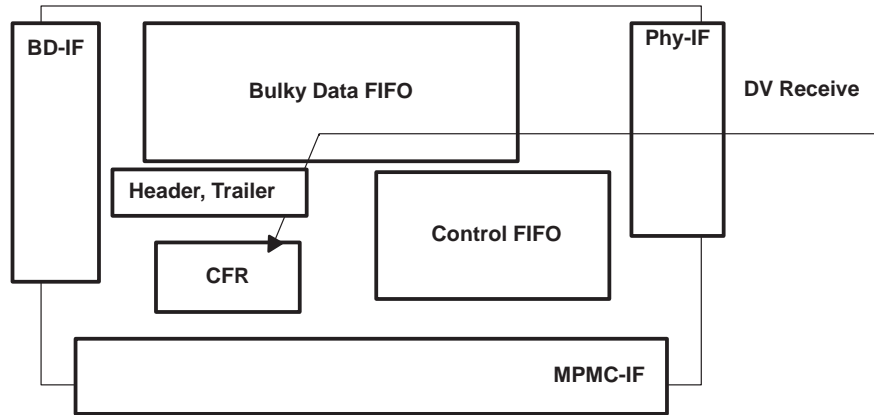 BD-IF
Phy-IF
Bulky Data FIFO
DV Receive
Header, Trailer
Control FIFO
CFR
MPMC-IF